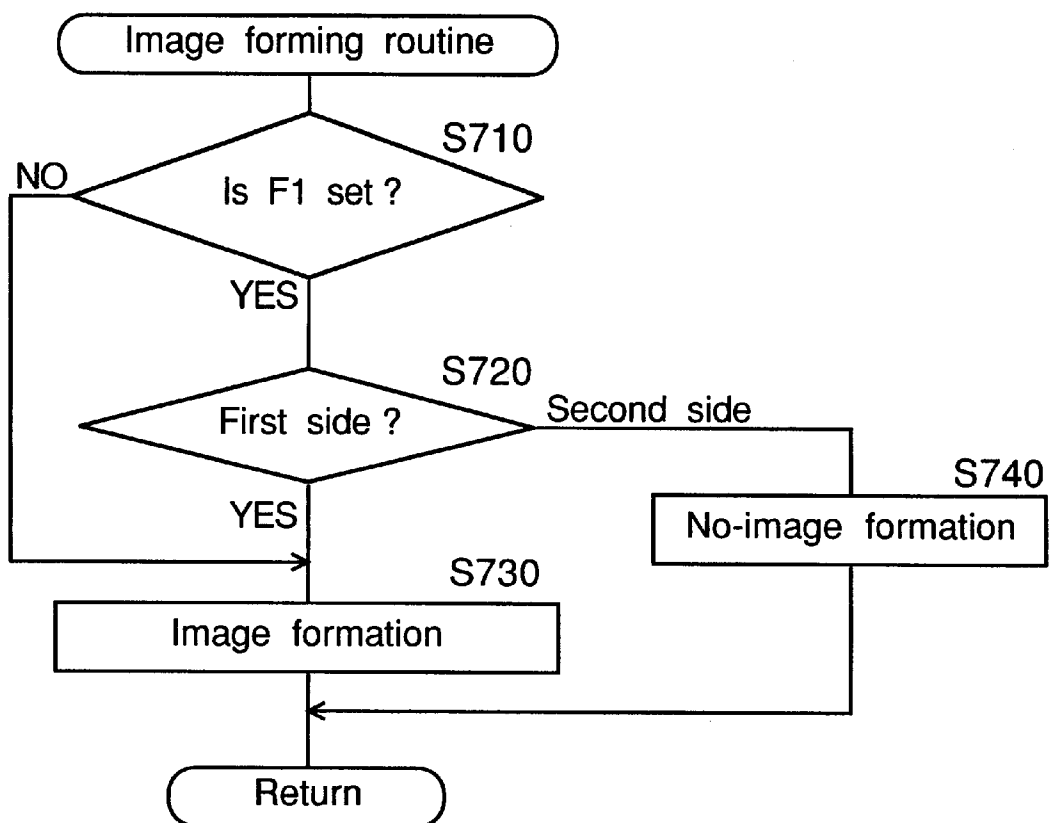 Image forming routine
S710
NO
Is F1 set ?
YES
S720
First side ?
Second side
S740
YES
No-image formation
S730
Image formation
Return